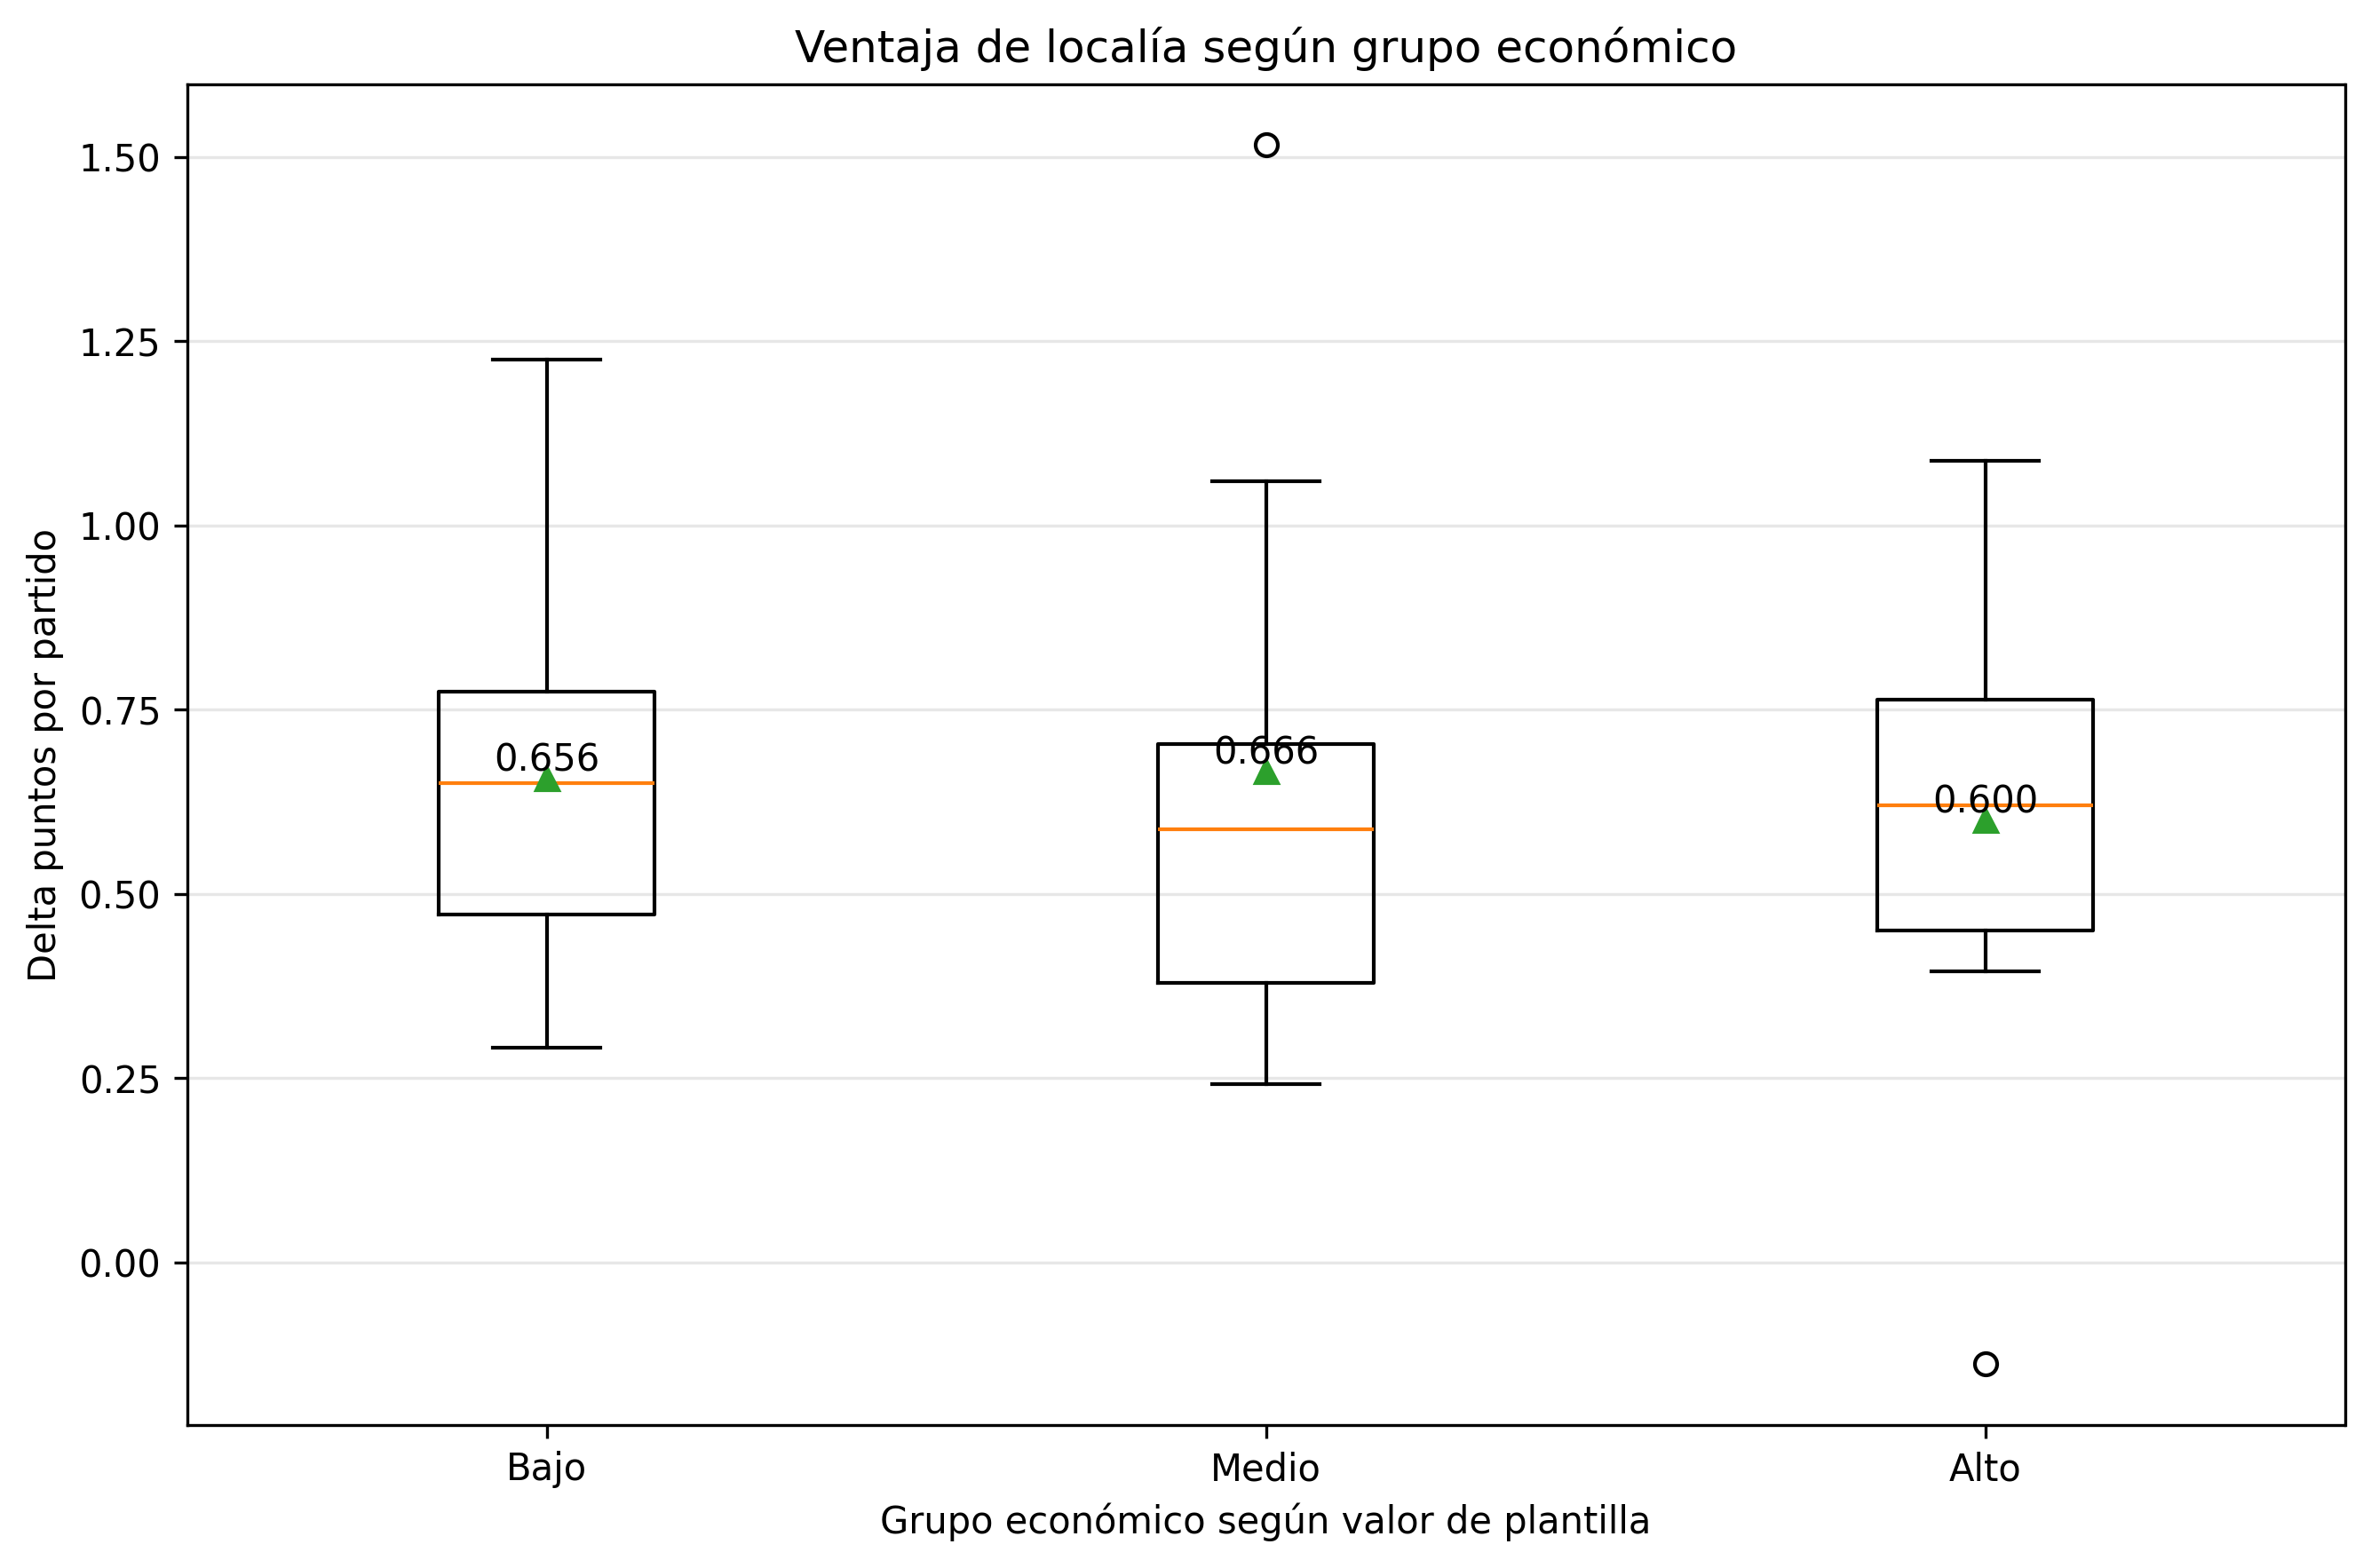 Ventaja de localía según grupo económico
Delta puntos por partido
1.50
1.25
1.00
0.75
0.50
0.25
0.00
0.656
0.666
0.600
Bajo
Medio
Alto
Grupo económico según valor de plantilla